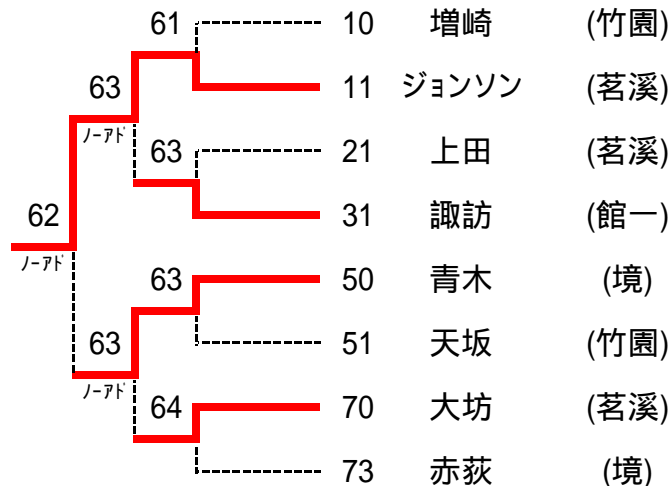 61 10 増崎 (竹園)
63 11 ジョンソン (茗溪)
ノーアド 63 21 上田 (茗溪)
62 31 諏訪 (館一)
ノーアド 63 50 青木 (境)
63 51 天坂 (竹園)
ノーアド 64 70 大坊 (茗溪)
73 赤荻 (境)